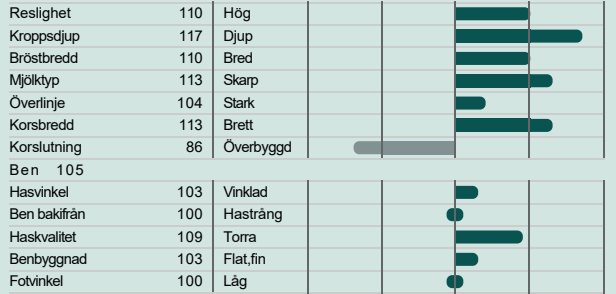 Reslighet 110 Hög
Kroppsdjup 117 Djup
Bröstbredd 110 Bred
Mjölktyp 113 Skarp
Överlinje 104 Stark
Korsbredd 113 Brett
Korslutning 86 Överbyggd
Ben 105
Hasvinkel 103 Vinklad
Ben bakifrån 100 Hastrång
Haskvalitet 109 Torra
Benbyggnad 103 Flat,fin
Fotvinkel 100 Låg